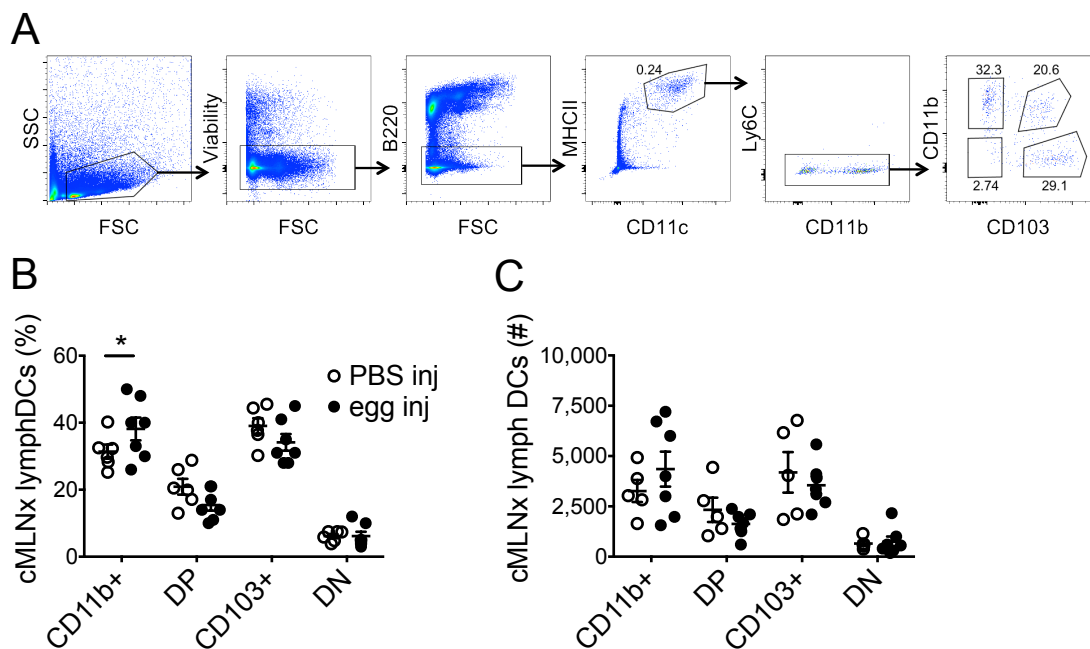 A
SSC
FSC
Viability
FSC
B220
FSC
0.24
MHCII
CD11c
Ly6C
CD11b
32.3
20.6
CD11b
2.74
29.1
CD103
B
cMLNx lymphDCs (%)
60
40
20
0
*
PBS inj
egg inj
CD11b+
DP
CD103+
DN
C
cMLNx lymph DCs (#)
10,000
7,500
5,000
2,500
0
CD11b+
DP
CD103+
DN